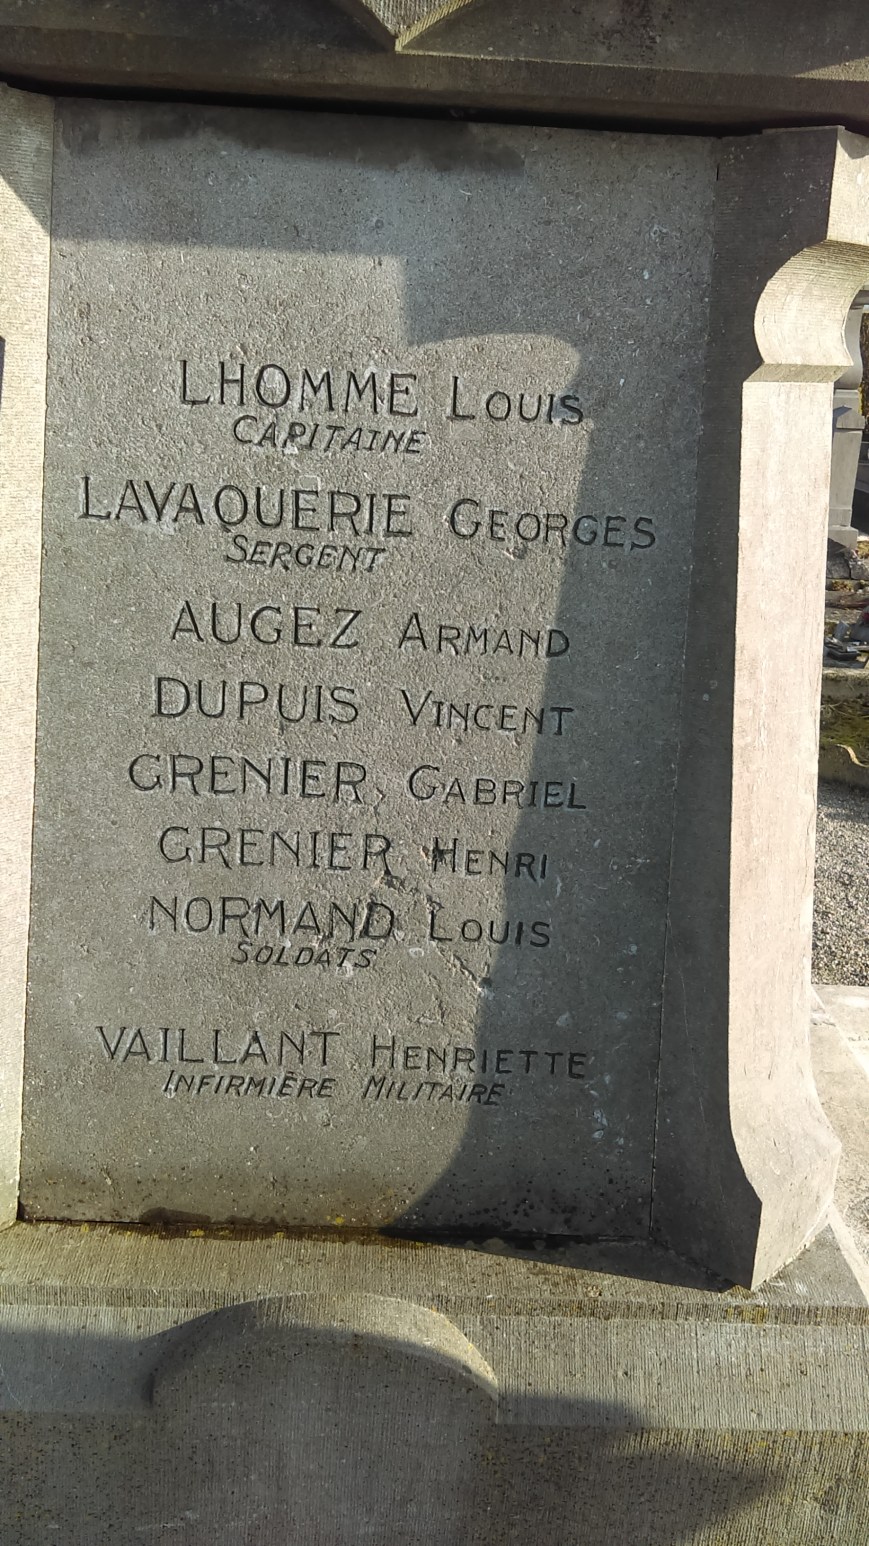 LHOMME LOUIS
CAPITAINE
LAVAQUERIE GEORGES
SERGENT
AUGEZ ARMAND
DUPUIS VINCENT
GRENIER GABRIEL
GRENIER HENRI
NORMAND LOUIS
SOLDATS
VAILLANT HENRIETTE
INFIRMIÈRE MILITAIRE